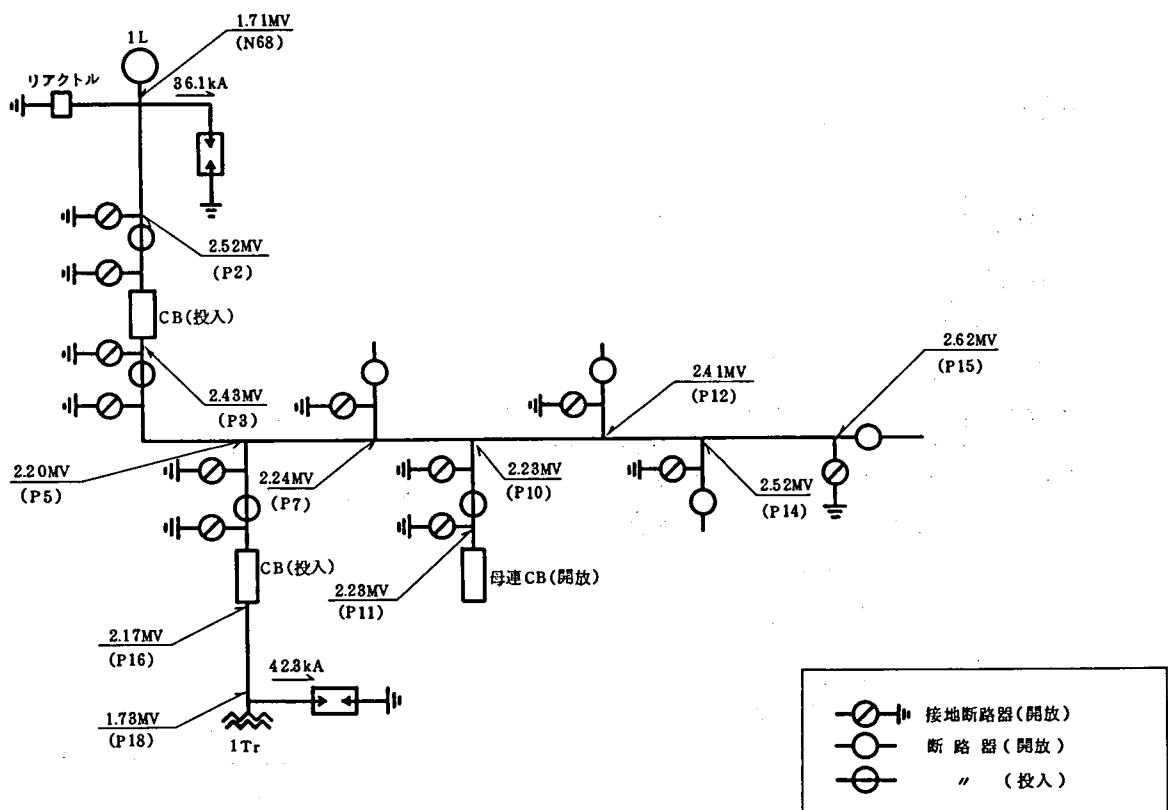 1.71MV
(N68)
1L
リアクトル
36.1kA
2.52MV
(P2)
CB(投入)
2.43MV
(P3)
2.62MV
(P15)
2.41MV
(P12)
2.20MV
(P5)
2.24MV
(P7)
2.23MV
(P10)
2.52MV
(P14)
CB(投入)
母連CB(開放)
2.23MV
(P11)
2.17MV
(P16)
42.3kA
1.73MV
(P18)
1Tr
接地断路器(開放)
断路器(開放)
〃 (投入)